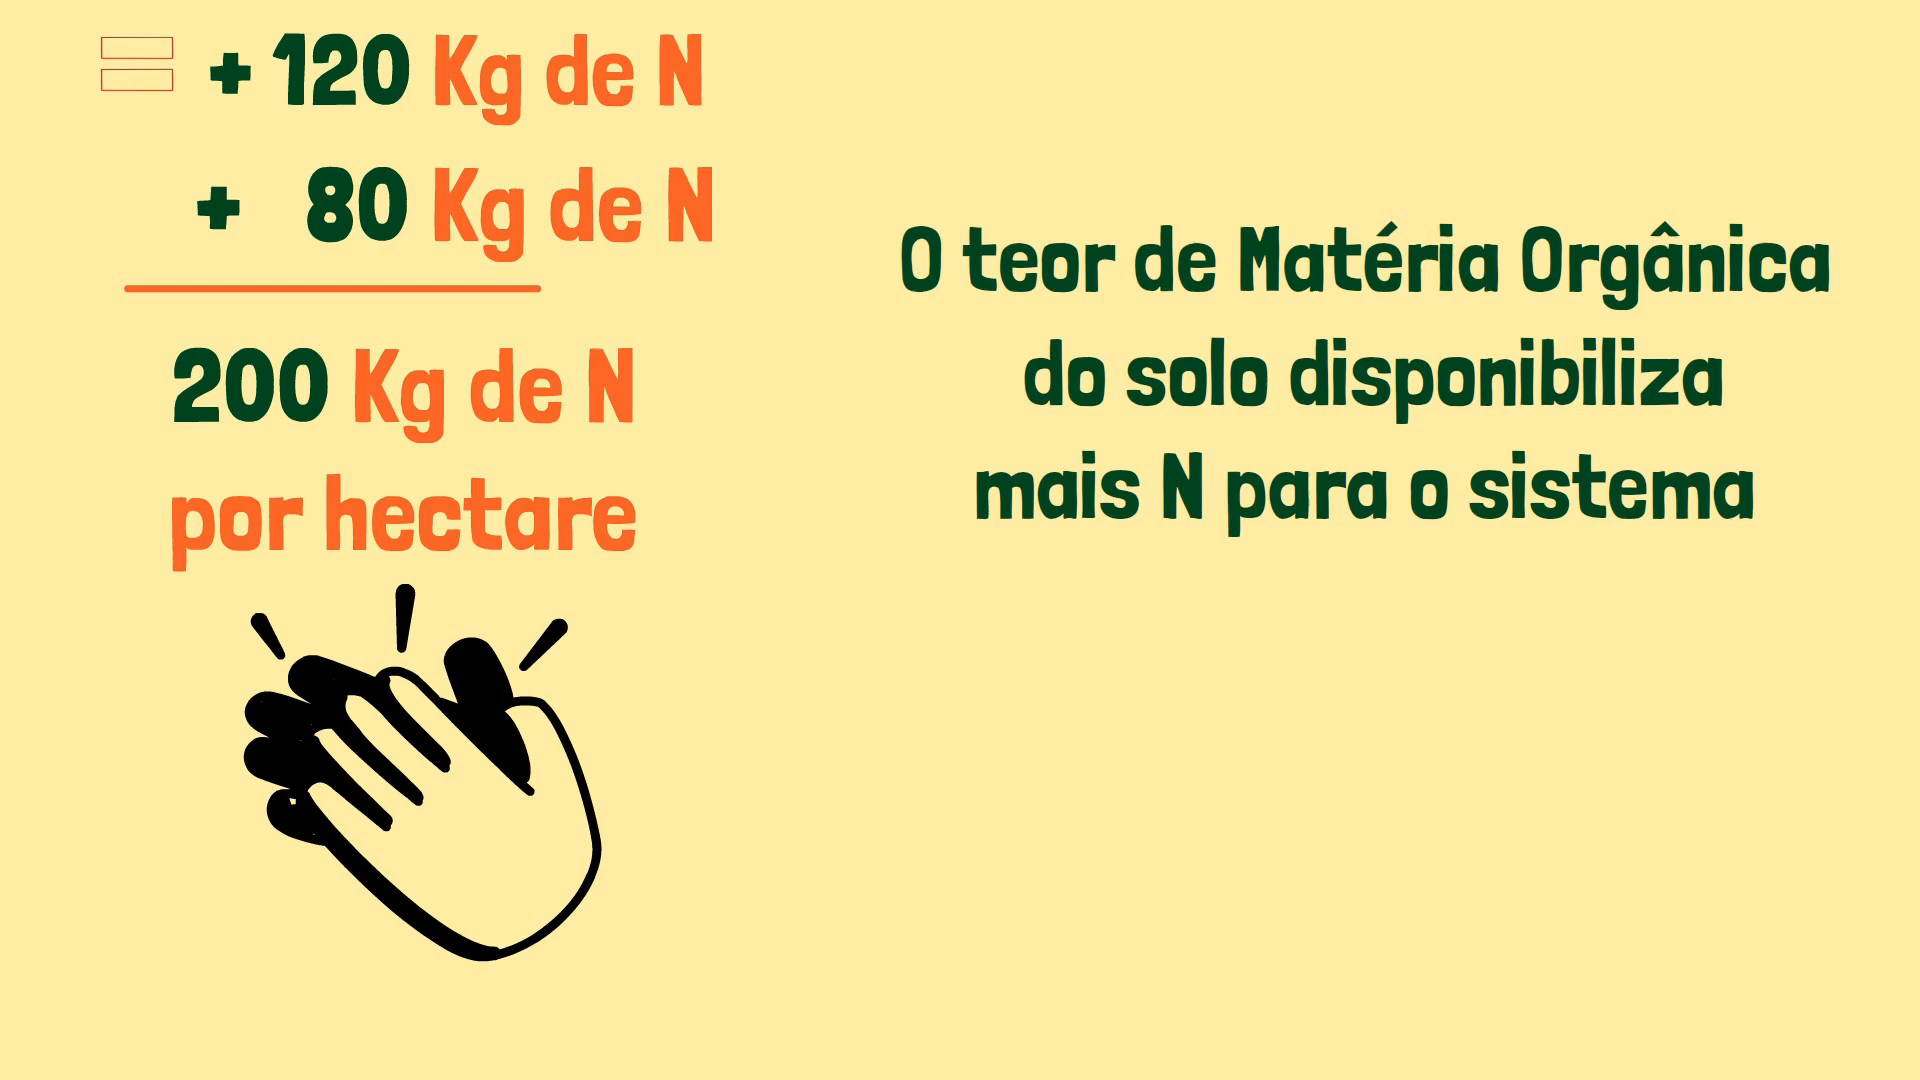 = + 120 Kg de N
+ 80 Kg de N
200 Kg de N
por hectare
O teor de Matéria Orgânica
do solo disponibiliza
mais N para o sistema